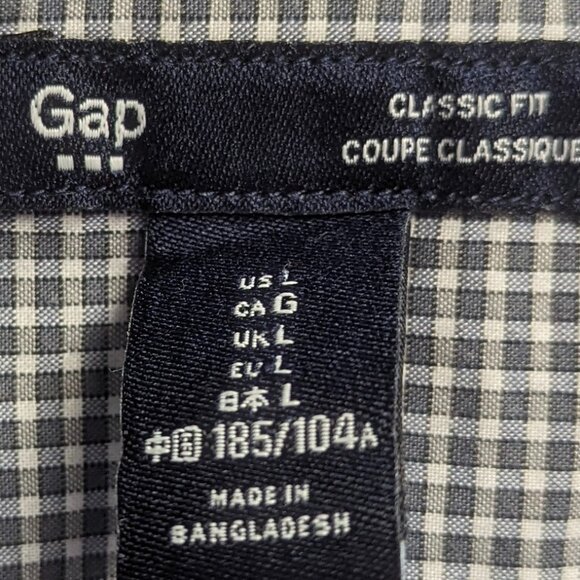 Gap
CLASSIC FIT
COUPE CLASSIQUE
US L
CA G
UK L
EU L
日本 L
中国 185/104A
MADE IN
BANGLADESH